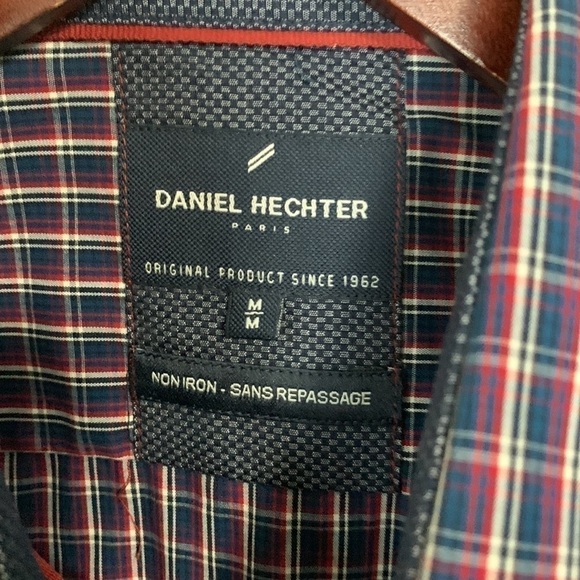 DANIEL HECHTER
PARIS
ORIGINAL PRODUCT SINCE 1962
M
M
NON IRON - SANS REPASSAGE